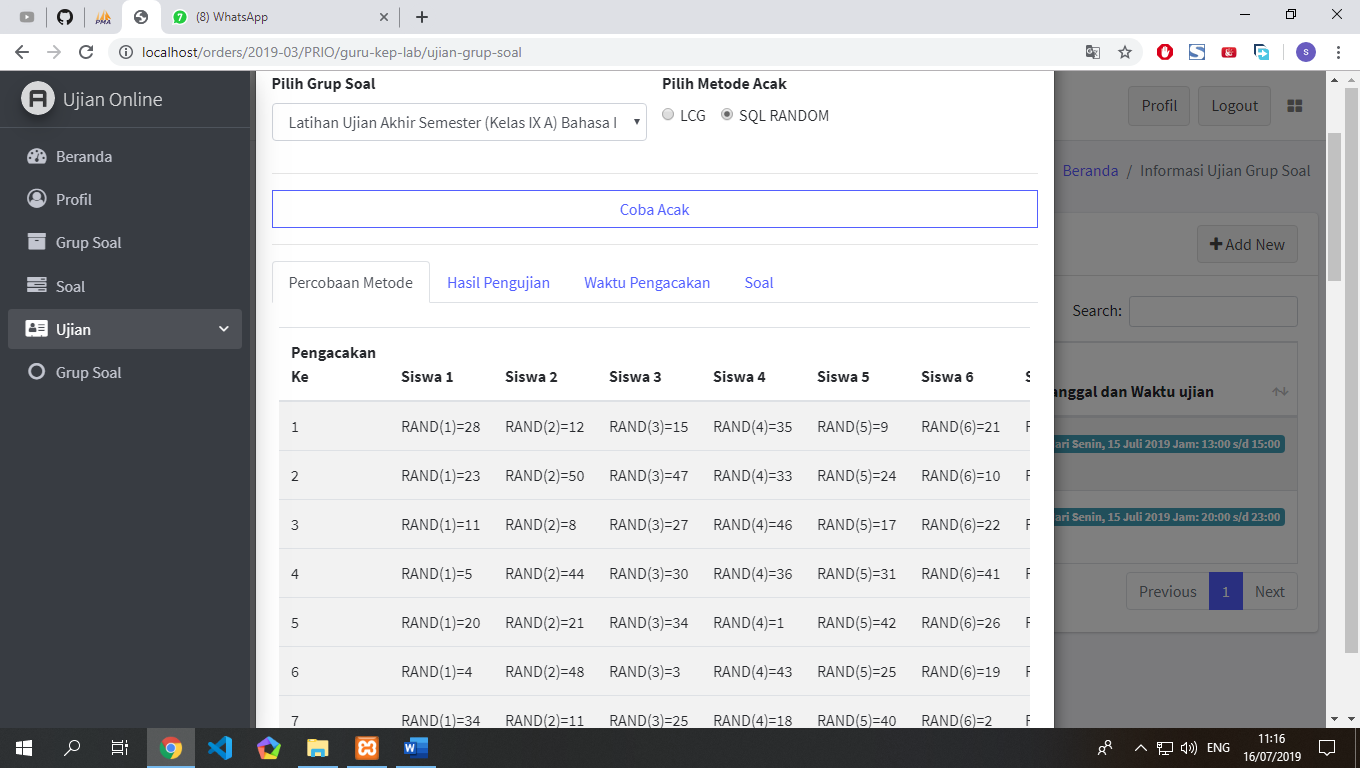 (8) WhatsApp
localhost/orders/2019-03/PRIO/guru-kep-lab/ujian-grup-soal
Ujian Online
Beranda
Profil
Grup Soal
Soal
Ujian
Grup Soal
Pilih Grup Soal
Pilih Metode Acak
Latihan Ujian Akhir Semester (Kelas IX A) Bahasa I
LCG SQL RANDOM
Coba Acak
Percobaan Metode Hasil Pengujian Waktu Pengacakan Soal
Pengacakan
Ke Siswa 1 Siswa 2 Siswa 3 Siswa 4 Siswa 5 Siswa 6 S
1 RAND(1)=28 RAND(2)=12 RAND(3)=15 RAND(4)=35 RAND(5)=9 RAND(6)=21
2 RAND(1)=23 RAND(2)=50 RAND(3)=47 RAND(4)=33 RAND(5)=24 RAND(6)=10
3 RAND(1)=11 RAND(2)=8 RAND(3)=27 RAND(4)=46 RAND(5)=17 RAND(6)=22
4 RAND(1)=5 RAND(2)=44 RAND(3)=30 RAND(4)=36 RAND(5)=31 RAND(6)=41
5 RAND(1)=20 RAND(2)=21 RAND(3)=34 RAND(4)=1 RAND(5)=42 RAND(6)=26
6 RAND(1)=4 RAND(2)=48 RAND(3)=3 RAND(4)=43 RAND(5)=25 RAND(6)=19
7 RAND(1)=34 RAND(2)=11 RAND(3)=25 RAND(4)=18 RAND(5)=40 RAND(6)=2
Profil Logout
Beranda / Informasi Ujian Grup Soal
Add New
Search:
anggal dan Waktu ujian
ari Senin, 15 Juli 2019 Jam: 13:00 s/d 15:00
ari Senin, 15 Juli 2019 Jam: 20:00 s/d 23:00
Previous 1 Next
ENG
11:16
16/07/2019